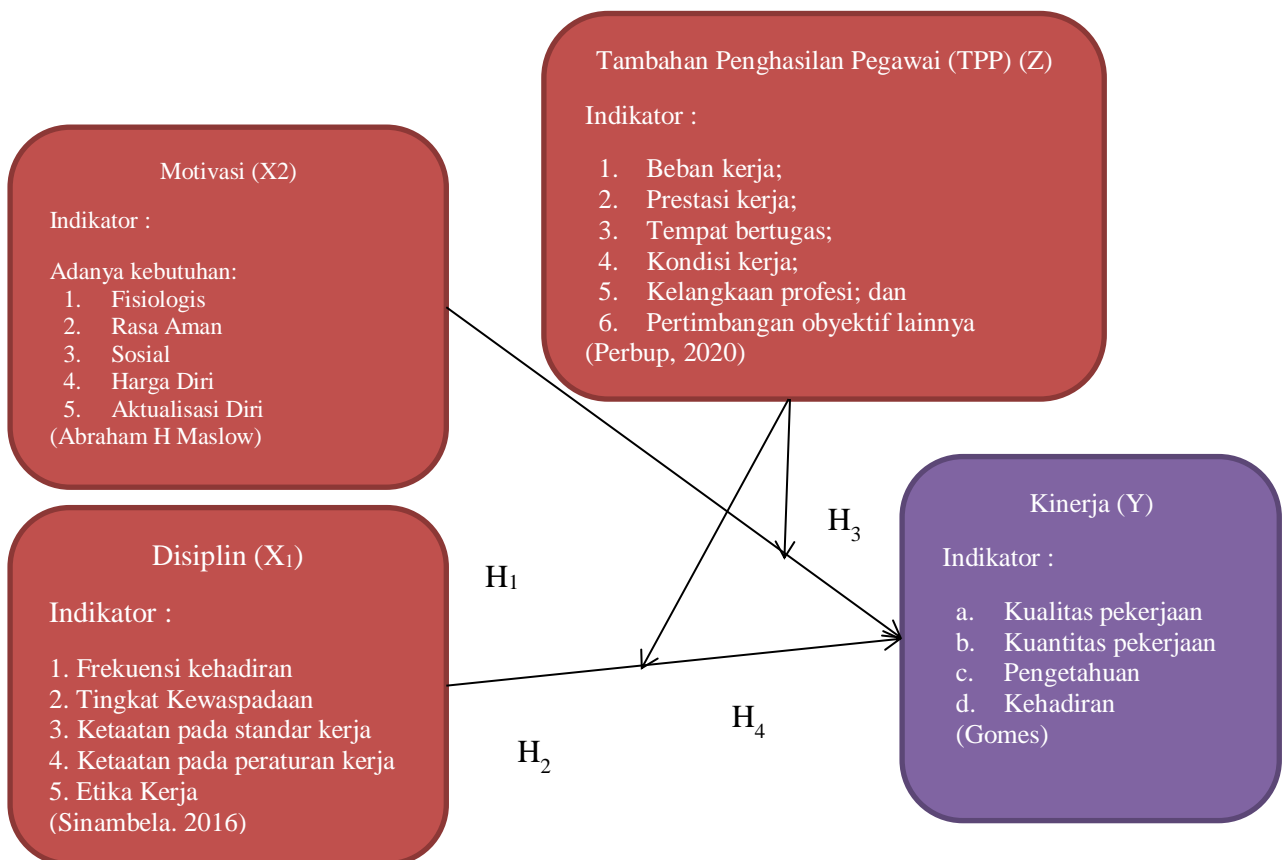 Tambahan Penghasilan Pegawai (TPP) (Z)
Indikator :
1. Beban kerja;
2. Prestasi kerja;
3. Tempat bertugas;
4. Kondisi kerja;
5. Kelangkaan profesi; dan
6. Pertimbangan obyektif lainnya
(Perbup, 2020)
Motivasi (X2)
Indikator :
Adanya kebutuhan:
1. Fisiologis
2. Rasa Aman
3. Sosial
4. Harga Diri
5. Aktualisasi Diri
(Abraham H Maslow)
Disiplin (X₁)
Indikator :
1. Frekuensi kehadiran
2. Tingkat Kewaspadaan
3. Ketaatan pada standar kerja
4. Ketaatan pada peraturan kerja
5. Etika Kerja
(Sinambela. 2016)
H₁
H₂
H₃
H₄
Kinerja (Y)
Indikator :
a. Kualitas pekerjaan
b. Kuantitas pekerjaan
c. Pengetahuan
d. Kehadiran
(Gomes)